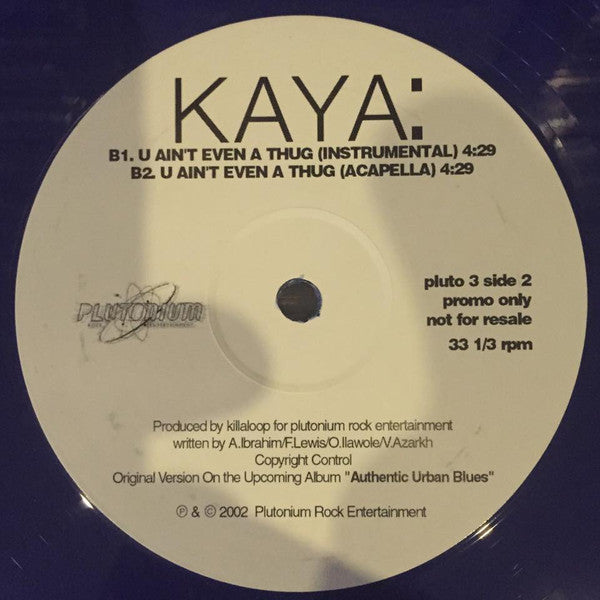 KAYA:
B1. U AIN'T EVEN A THUG (INSTRUMENTAL) 4:29
B2. U AIN'T EVEN A THUG (ACAPELLA) 4:29
PLUTONIUM
ROCK ENTERTAINMENT
pluto 3 side 2
promo only
not for resale
33 1/3 rpm
Produced by killaloop for plutonium rock entertainment
written by A.Ibrahim/F.Lewis/O.Ilawole/V.Azarkh
Copyright Control
Original Version On the Upcoming Album "Authentic Urban Blues"
℗ & © 2002 Plutonium Rock Entertainment